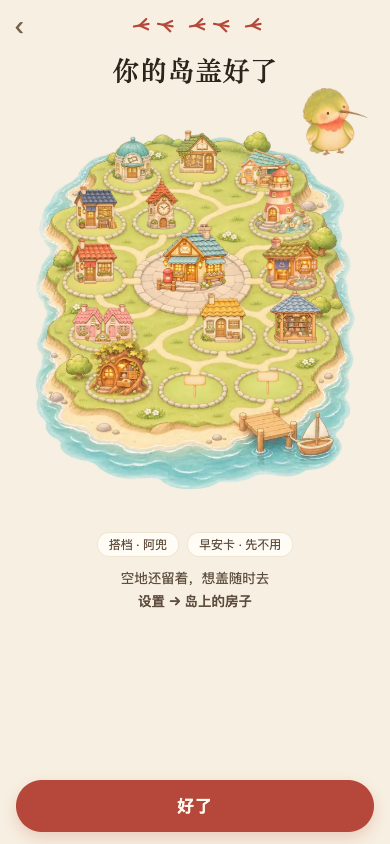 你的岛盖好了
搭档 · 阿兜
早安卡 · 先不用
空地还留着，想盖随时去
设置 → 岛上的房子
好了